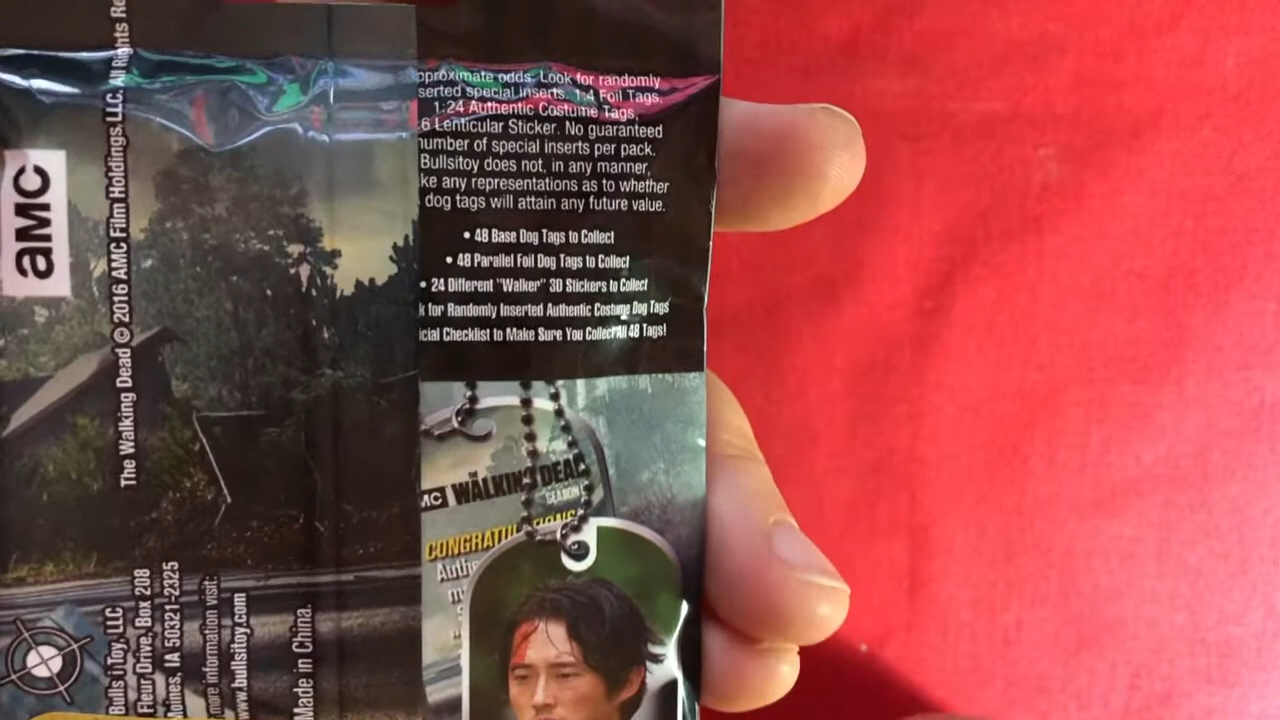 aMC
The Walking Dead © 2016 AMC Film Holdings, LLC. All Rights Re
Bulls i Toy, LLC
Fleur Drive, Box 208
Moines, IA 50321-2325
more information visit:
www.bullsitoy.com
Made in China.
pproximate odds. Look for randomly
serted special inserts. 1:4 Foil Tags,
1:24 Authentic Costume Tags,
6 Lenticular Sticker. No guaranteed
number of special inserts per pack.
Bullsitoy does not, in any manner,
ke any representations as to whether
dog tags will attain any future value.
• 48 Base Dog Tags to Collect
• 48 Parallel Foil Dog Tags to Collect
• 24 Different "Walker" 3D Stickers to Collect
k for Randomly Inserted Authentic Costume Dog Tags
icial Checklist to Make Sure You Collect All 48 Tags!
MC THE WALKING DEAD
SEASON
CONGRATULATIONS
Authe